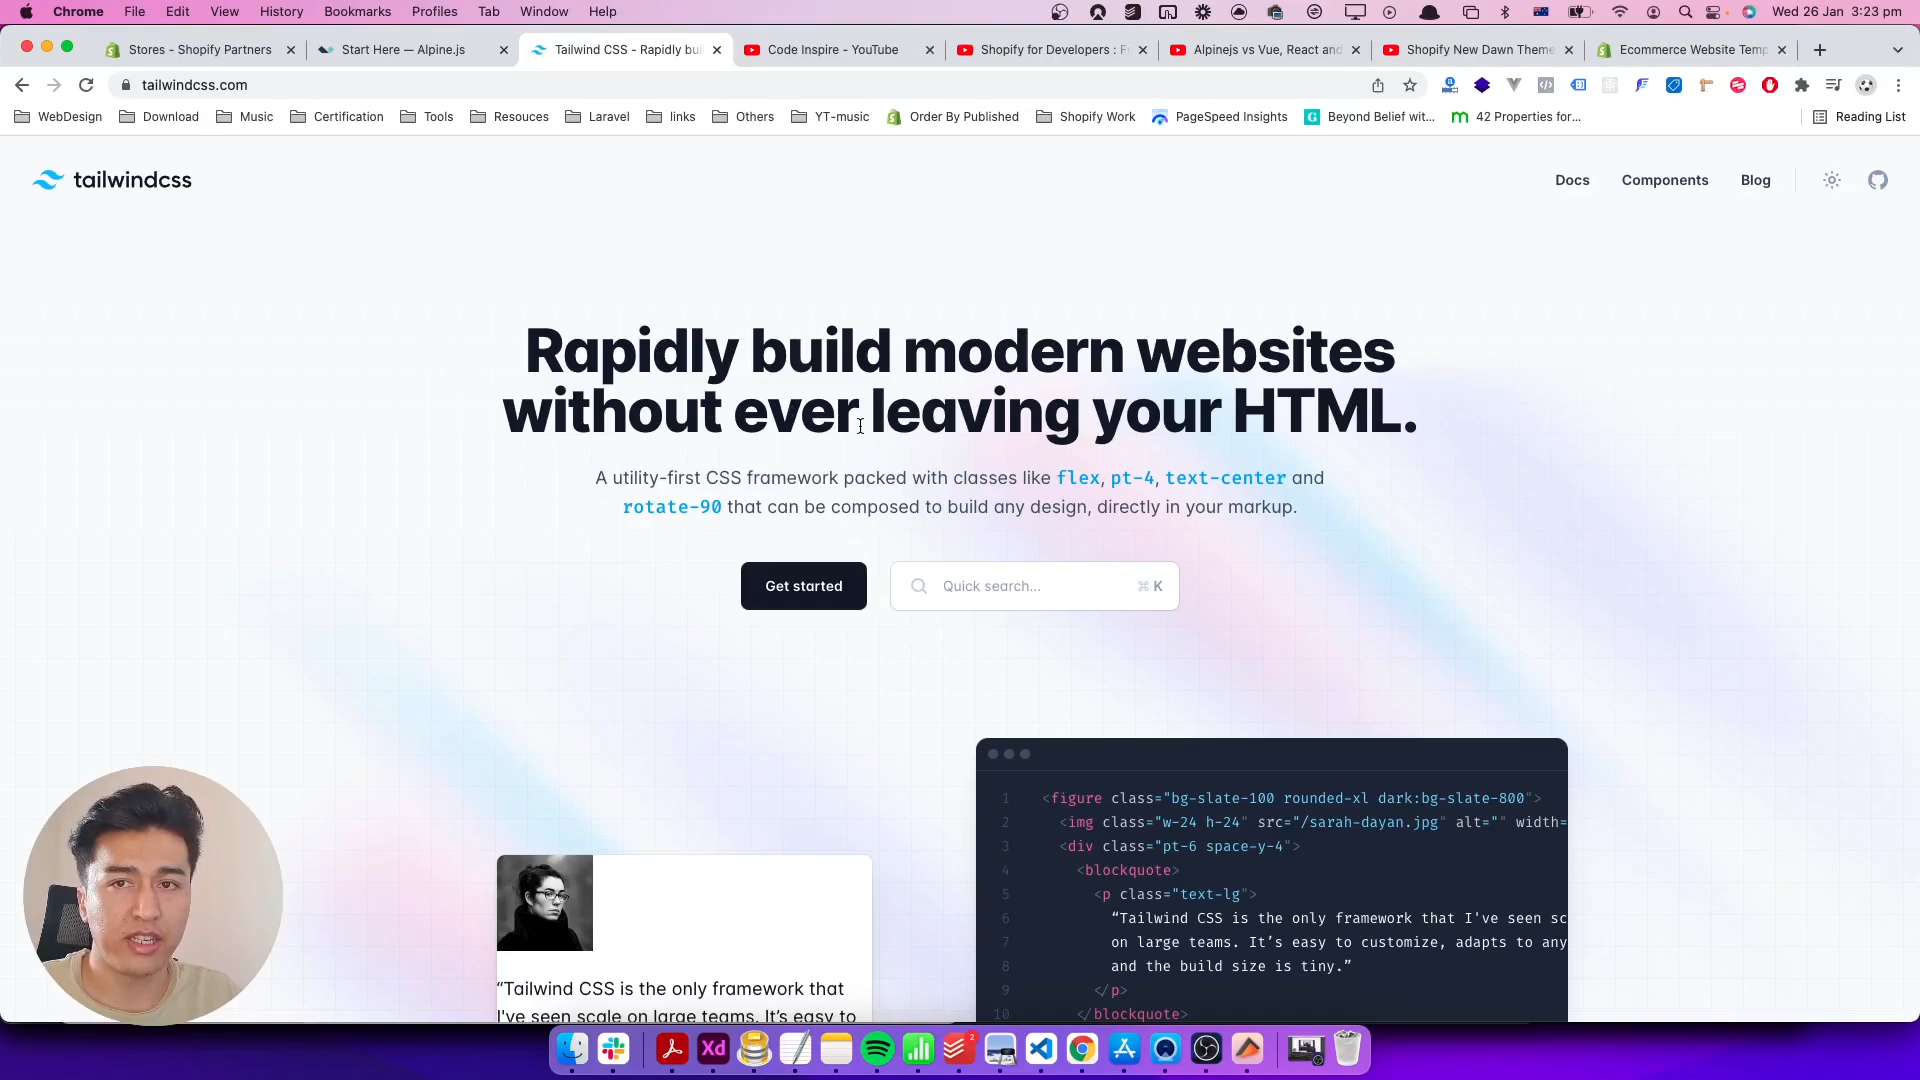 Chrome File Edit View History Bookmarks Profiles Tab Window Help Wed 26 Jan 3:23 pm
Stores - Shopify Partners Start Here — Alpine.js Tailwind CSS - Rapidly bui Code Inspire - YouTube Shopify for Developers : F Alpinejs vs Vue, React and Shopify New Dawn Theme Ecommerce Website Temp
tailwindcss.com
WebDesign Download Music Certification Tools Resouces Laravel links Others YT-music Order By Published Shopify Work PageSpeed Insights Beyond Belief wit... 42 Properties for... Reading List
tailwindcss Docs Components Blog
Rapidly build modern websites
without ever leaving your HTML.
A utility-first CSS framework packed with classes like flex, pt-4, text-center and
rotate-90 that can be composed to build any design, directly in your markup.
Get started Quick search... ⌘ K
1 <figure class="bg-slate-100 rounded-xl dark:bg-slate-800">
2 <img class="w-24 h-24" src="/sarah-dayan.jpg" alt="" width=
3 <div class="pt-6 space-y-4">
4 <blockquote>
5 <p class="text-lg">
6 “Tailwind CSS is the only framework that I've seen sc
7 on large teams. It’s easy to customize, adapts to any
8 and the build size is tiny.”
9 </p>
10 </blockquote>
“Tailwind CSS is the only framework that
I've seen scale on large teams. It’s easy to
Xd 2